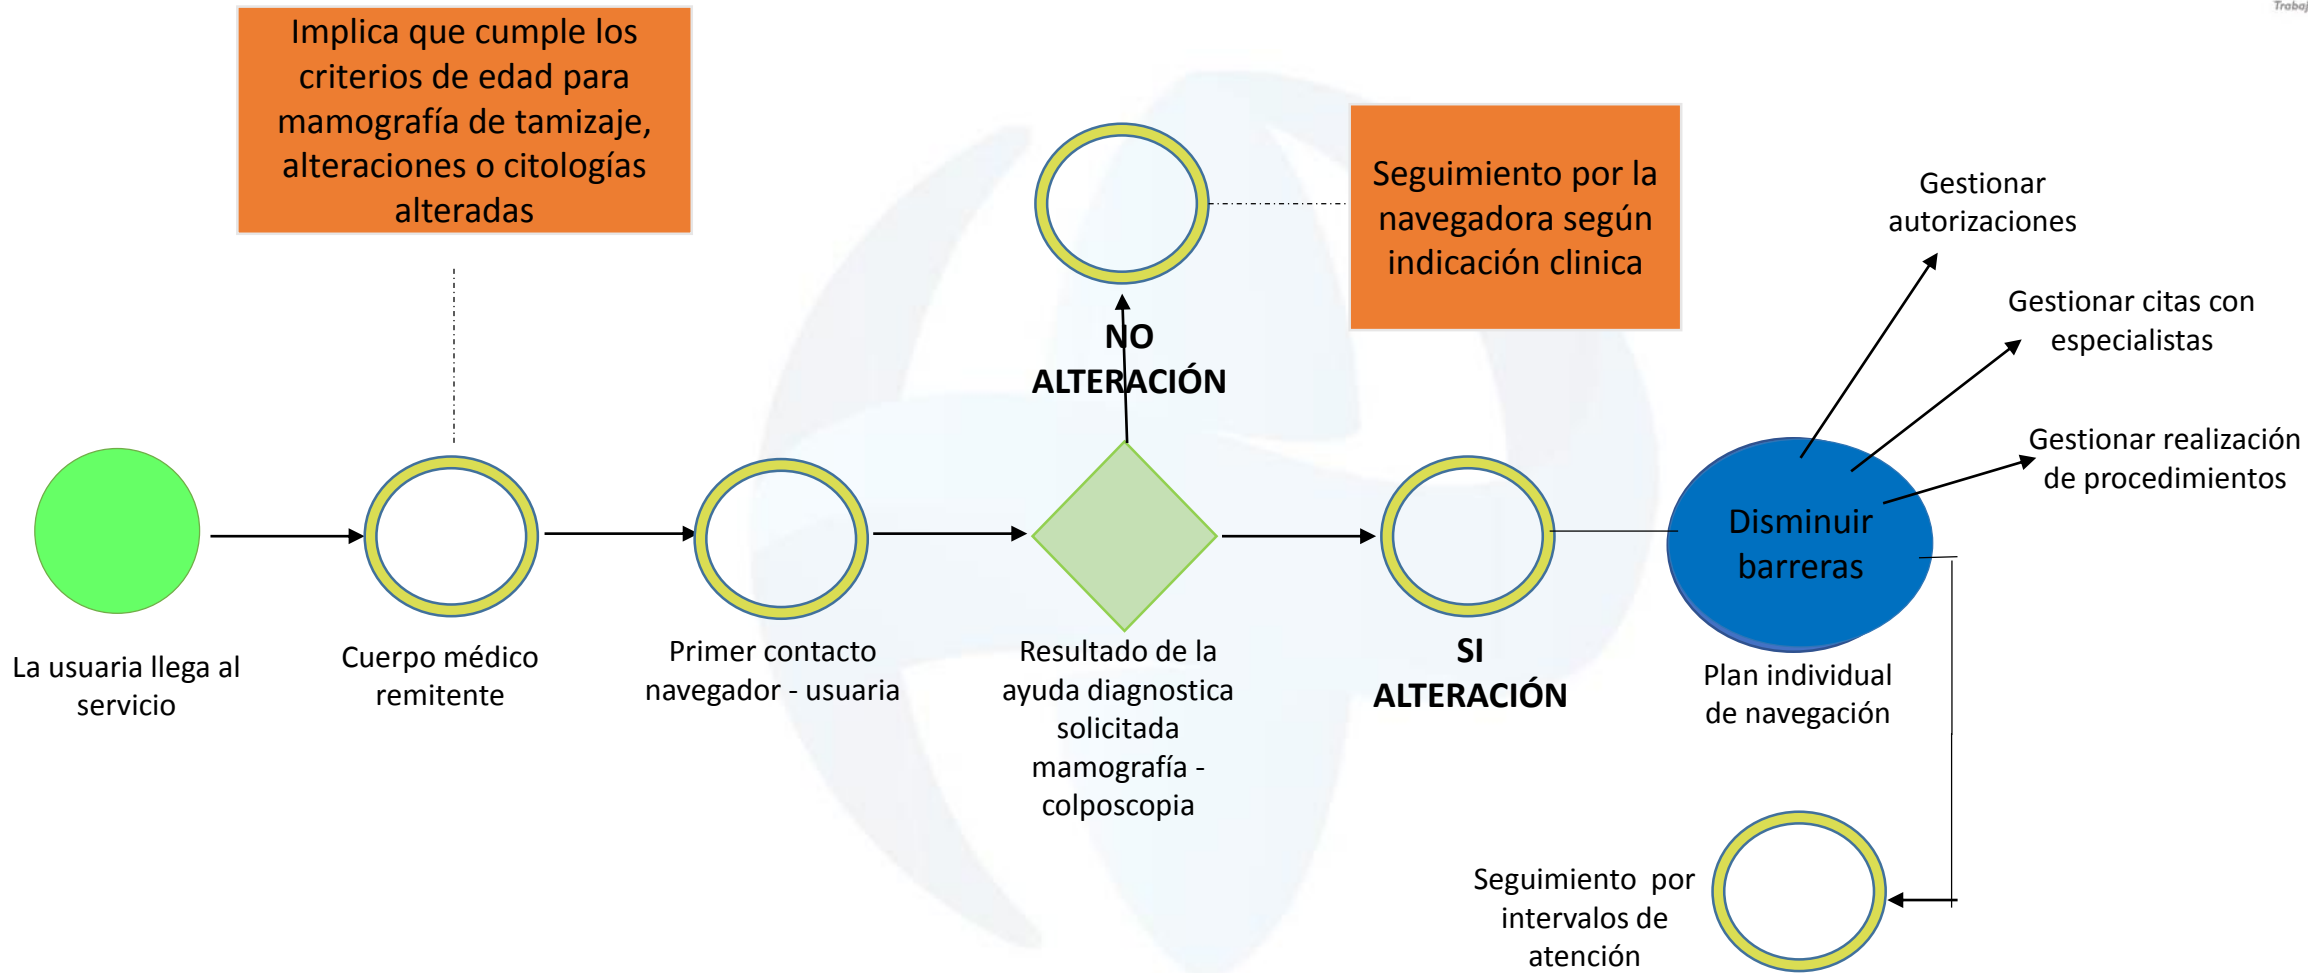 Trabaj
Implica que cumple los
criterios de edad para
mamografía de tamizaje,
alteraciones o citologías
alteradas
Seguimiento por la
navegadora según
indicación clinica
Gestionar
autorizaciones
Gestionar citas con
especialistas
NO
ALTERACIÓN
Gestionar realización
de procedimientos
Disminuir
barreras
La usuaria llega al
servicio
Cuerpo médico
remitente
Primer contacto
navegador - usuaria
Resultado de la
ayuda diagnostica
solicitada
mamografía -
colposcopia
SI
ALTERACIÓN
Plan individual
de navegación
Seguimiento  por
intervalos de
atención